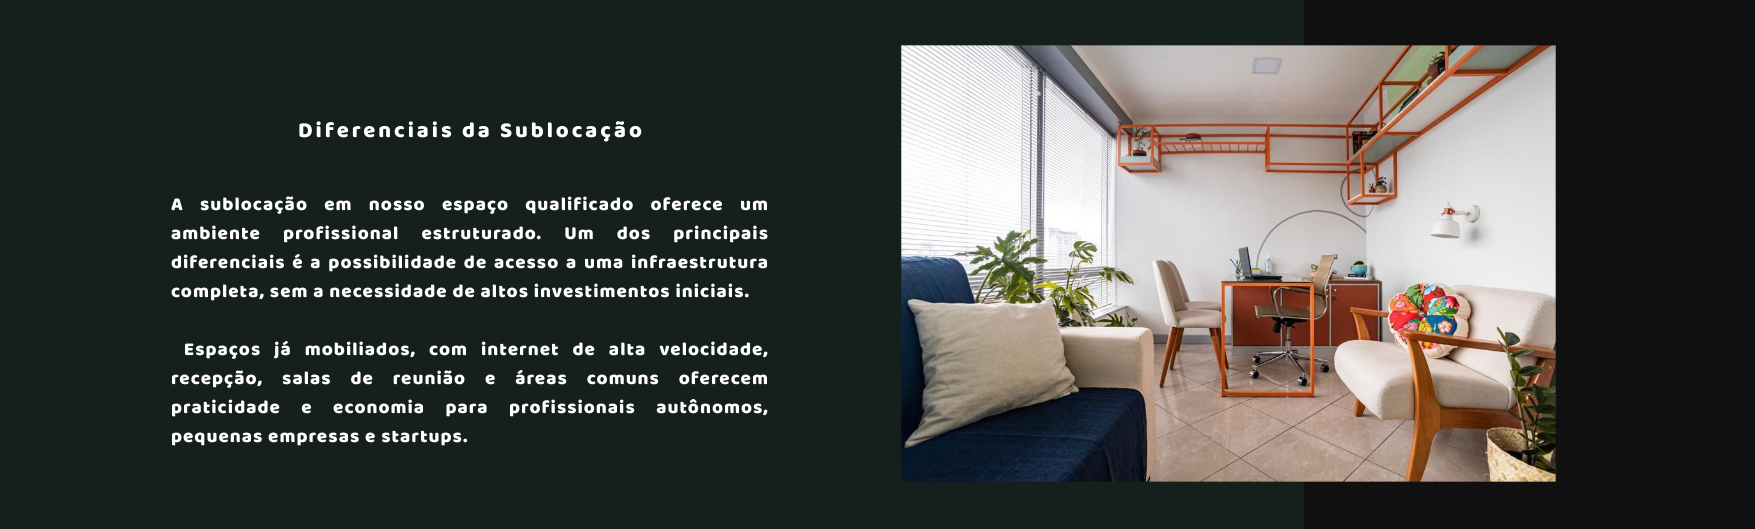 Diferenciais da Sublocação
A sublocação em nosso espaço qualificado oferece um
ambiente profissional estruturado. Um dos principais
diferenciais é a possibilidade de acesso a uma infraestrutura
completa, sem a necessidade de altos investimentos iniciais.
Espaços já mobiliados, com internet de alta velocidade,
recepção, salas de reunião e áreas comuns oferecem
praticidade e economia para profissionais autônomos,
pequenas empresas e startups.